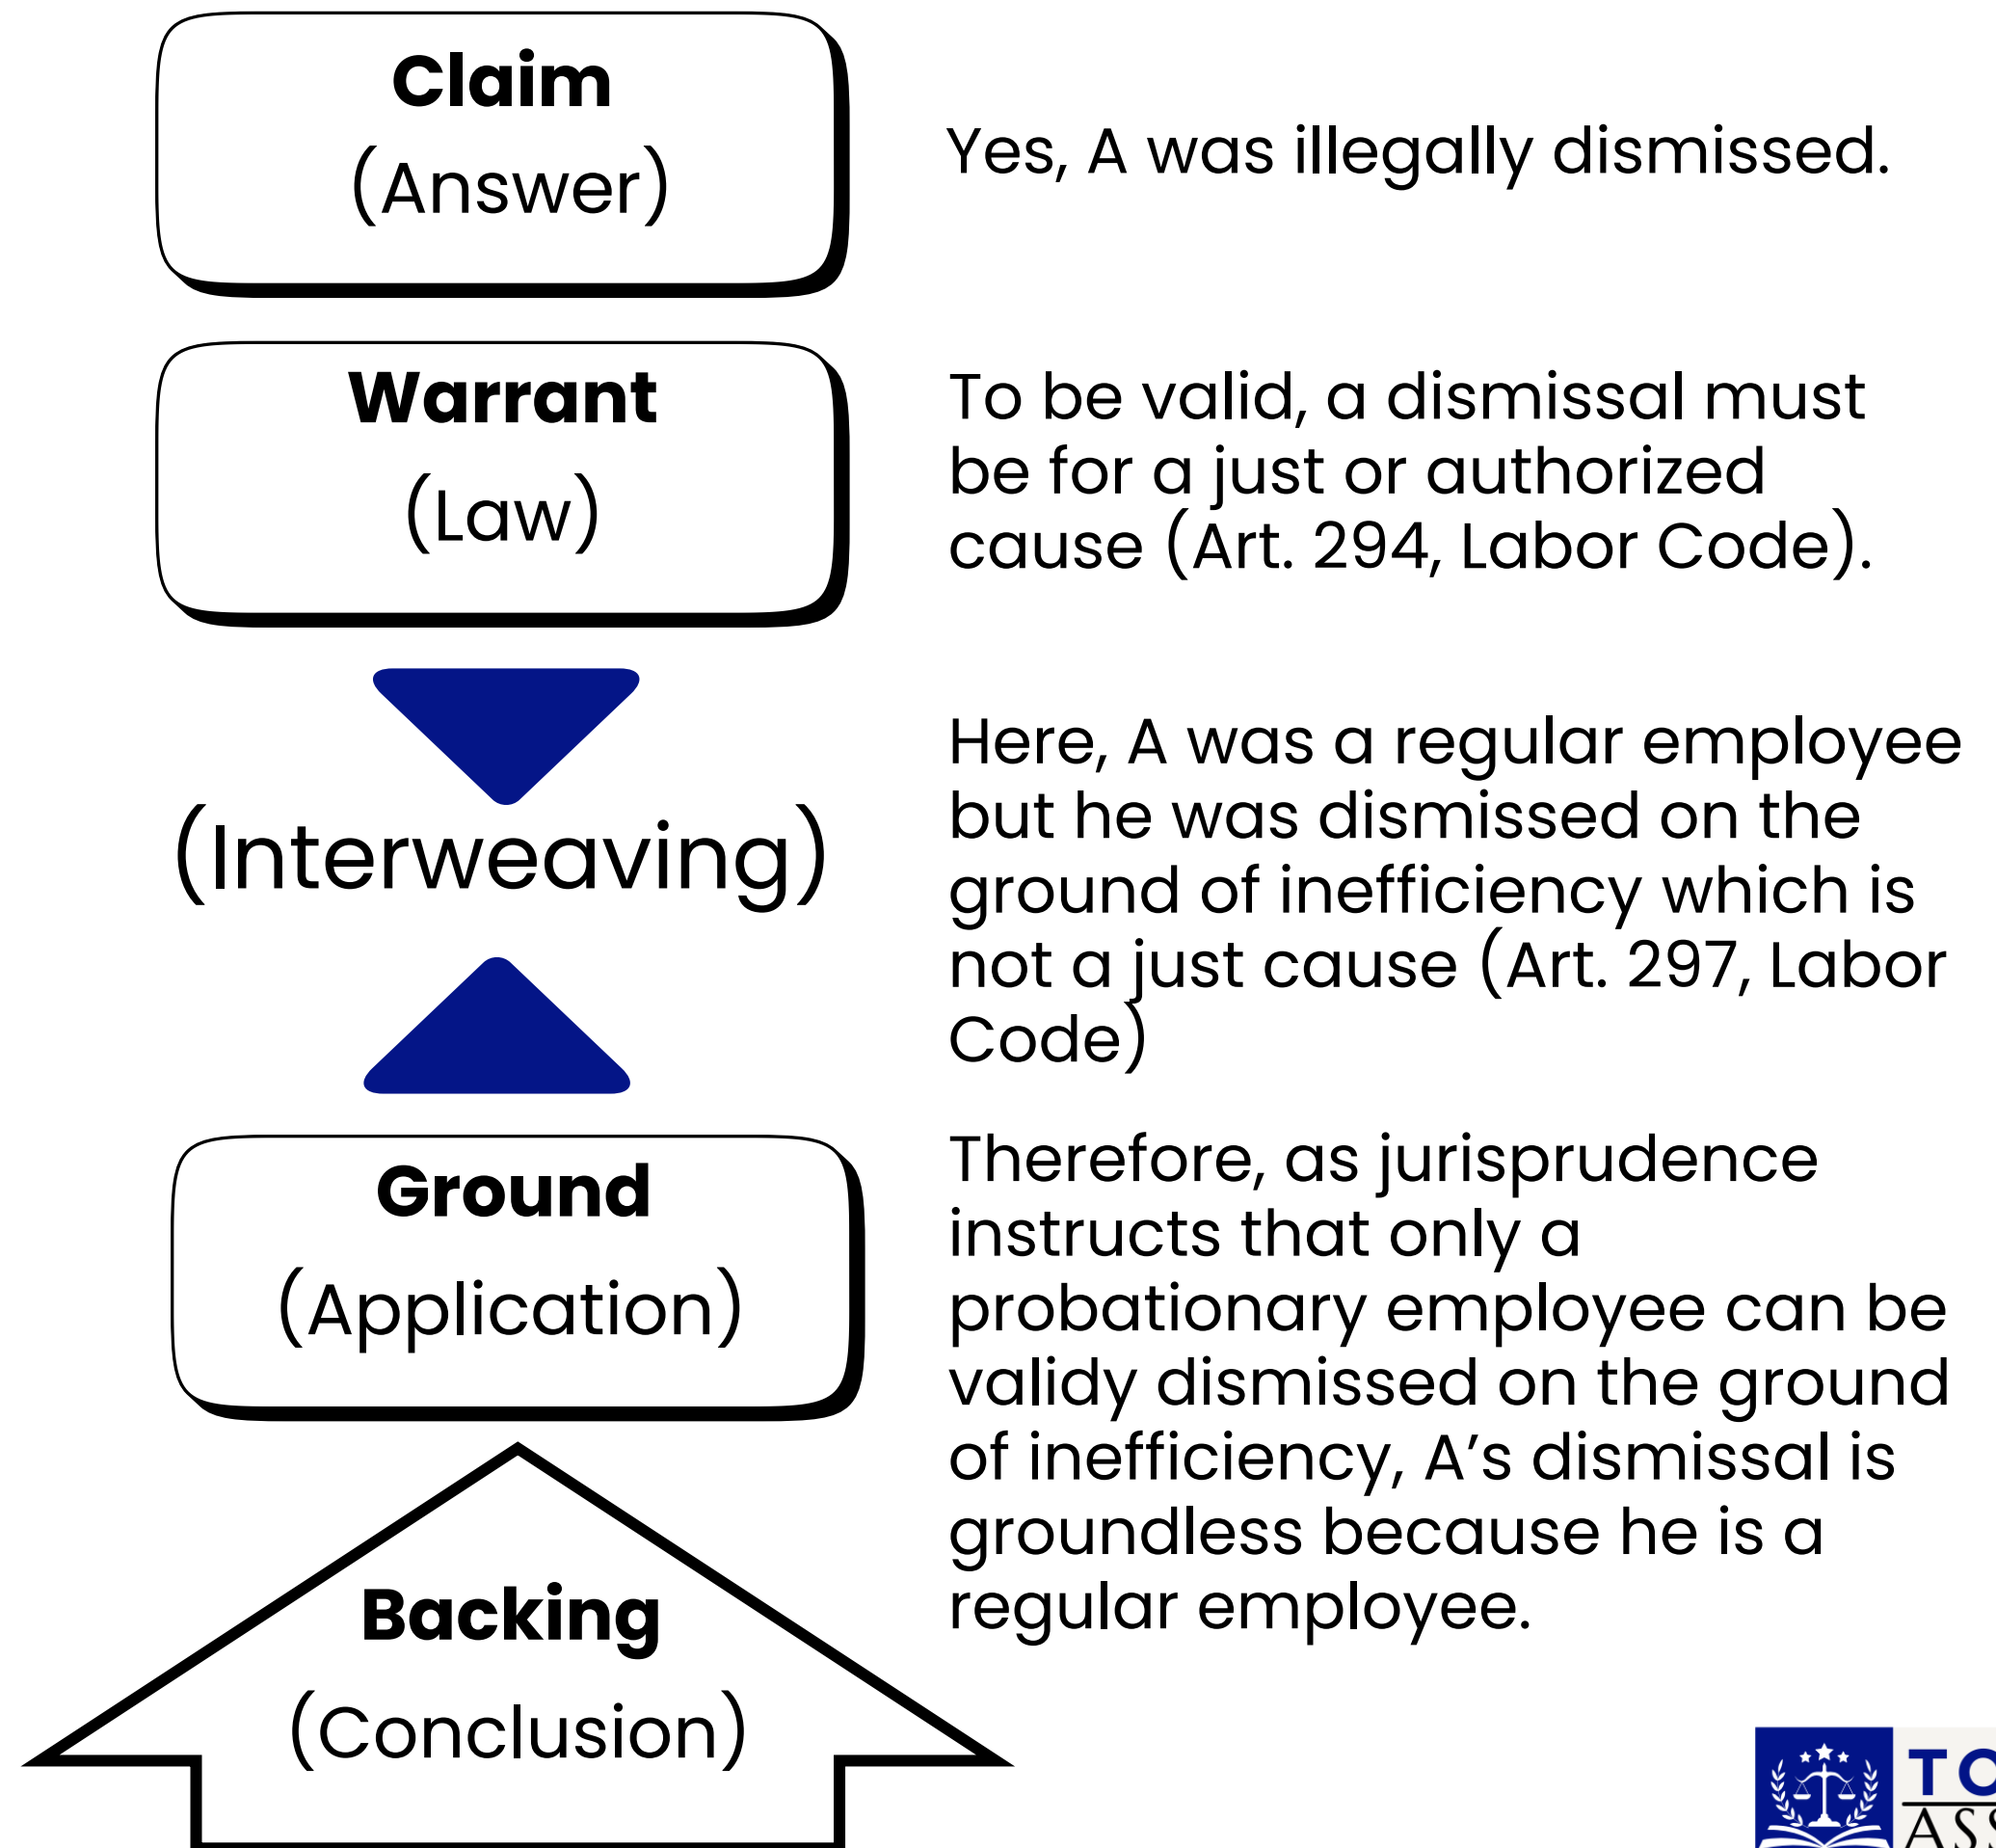 Claim
(Answer)
Yes, A was illegally dismissed.
Warrant
(Law)
To be valid, a dismissal must
be for a just or authorized
cause (Art. 294, Labor Code).
(Interweaving)
Here, A was a regular employee
but he was dismissed on the
ground of inefficiency which is
not a just cause (Art. 297, Labor
Code)
Ground
(Application)
Therefore, as jurisprudence
instructs that only a
probationary employee can be
validy dismissed on the ground
of inefficiency, A’s dismissal is
groundless because he is a
regular employee.
Backing
(Conclusion)